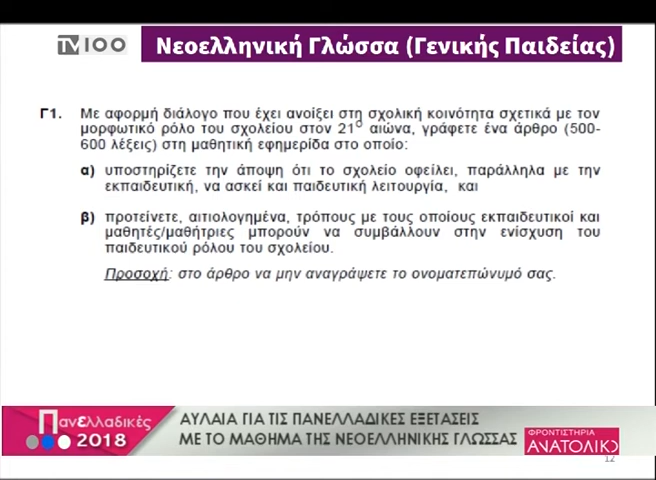 TV100
Νεοελληνική Γλώσσα (Γενικής Παιδείας)
Γ1. Με αφορμή διάλογο που έχει ανοίξει στη σχολική κοινότητα σχετικά με τον
μορφωτικό ρόλο του σχολείου στον 21ο αιώνα, γράφετε ένα άρθρο (500-
600 λέξεις) στη μαθητική εφημερίδα στο οποίο:
α) υποστηρίζετε την άποψη ότι το σχολείο οφείλει, παράλληλα με την
εκπαιδευτική, να ασκεί και παιδευτική λειτουργία, και
β) προτείνετε, αιτιολογημένα, τρόπους με τους οποίους εκπαιδευτικοί και
μαθητές/μαθήτριες μπορούν να συμβάλλουν στην ενίσχυση του
παιδευτικού ρόλου του σχολείου.
Προσοχή: στο άρθρο να μην αναγράψετε το ονοματεπώνυμό σας.
Πανελλαδικές
2018
ΑΥΛΑΙΑ ΓΙΑ ΤΙΣ ΠΑΝΕΛΛΑΔΙΚΕΣ ΕΞΕΤΑΣΕΙΣ
ΜΕ ΤΟ ΜΑΘΗΜΑ ΤΗΣ ΝΕΟΕΛΛΗΝΙΚΗΣ ΓΛΩΣΣΑΣ
ΦΡΟΝΤΙΣΤΗΡΙΑ
ΑΝΑΤΟΛΙΚΟ
12